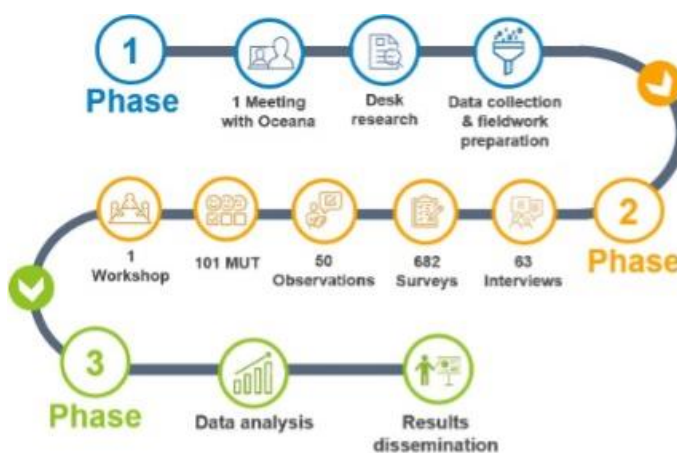 1
Phase
1 Meeting
with Oceana
Desk
research
Data collection
& fieldwork
preparation
2
Phase
63
Interviews
682
Surveys
50
Observations
101 MUT
1
Workshop
3
Phase
Data analysis
Results
dissemination